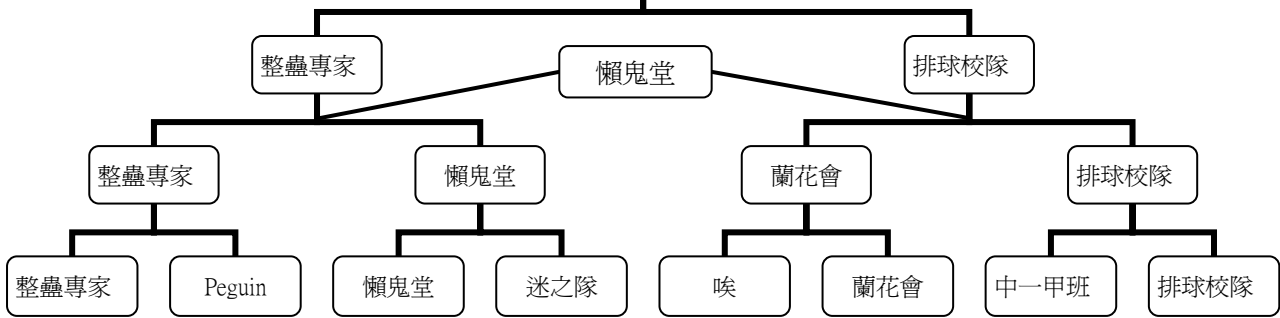 整蠱專家
懶鬼堂
排球校隊
整蠱專家
懶鬼堂
蘭花會
排球校隊
整蠱專家
Peguin
懶鬼堂
迷之隊
唉
蘭花會
中一甲班
排球校隊